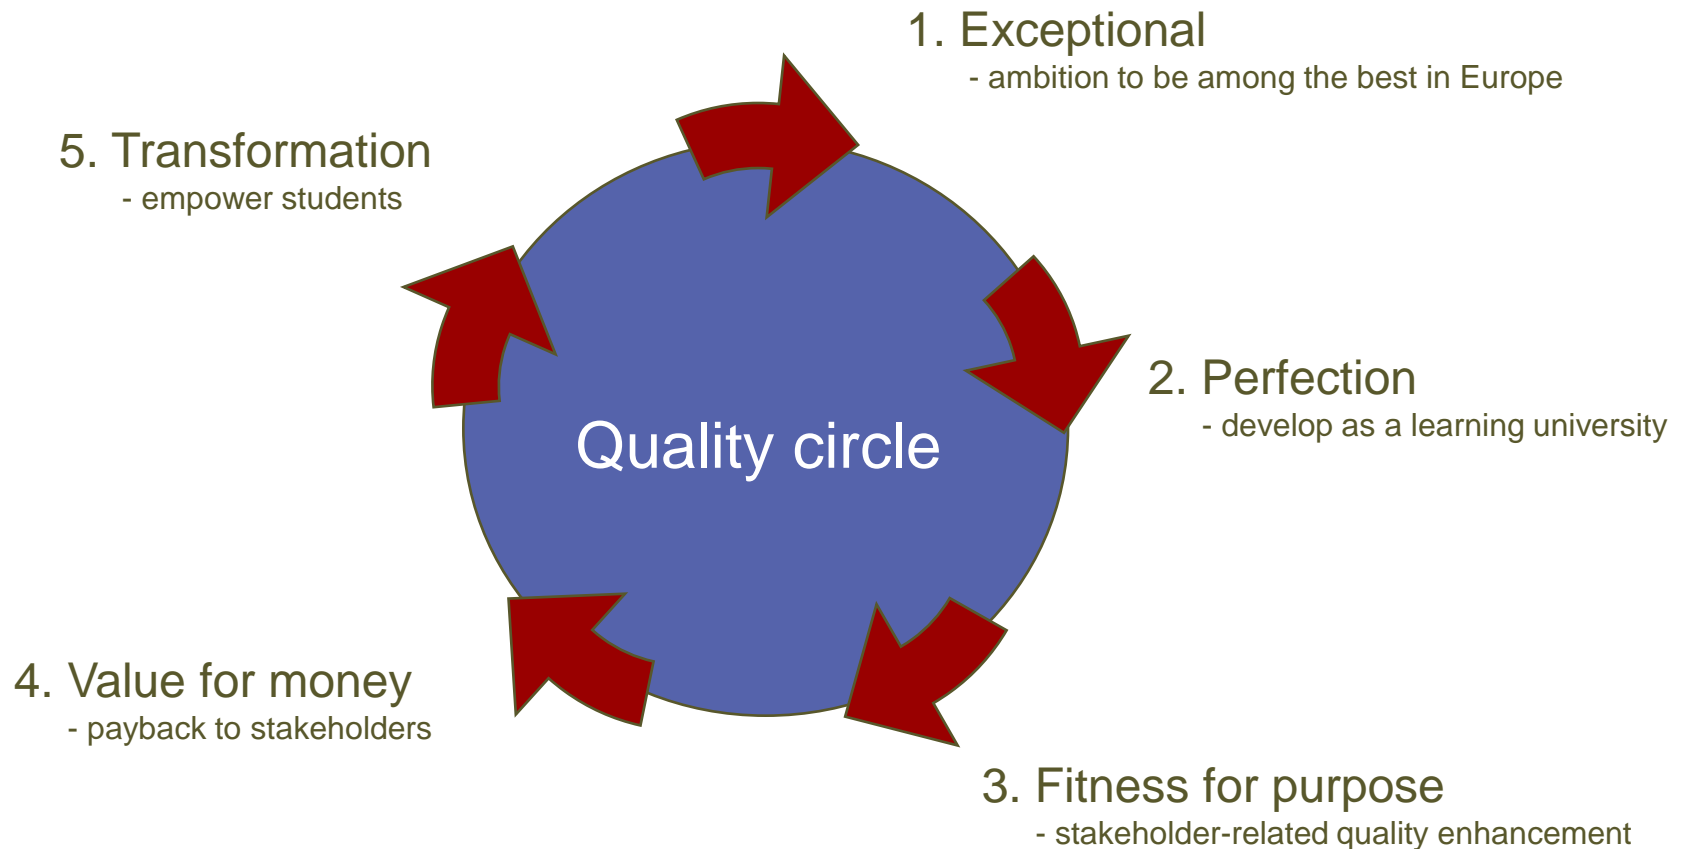 1. Exceptional
- ambition to be among the best in Europe
2. Perfection
- develop as a learning university
3. Fitness for purpose
- stakeholder-related quality enhancement
4. Value for money
- payback to stakeholders
5. Transformation
- empower students
Quality circle